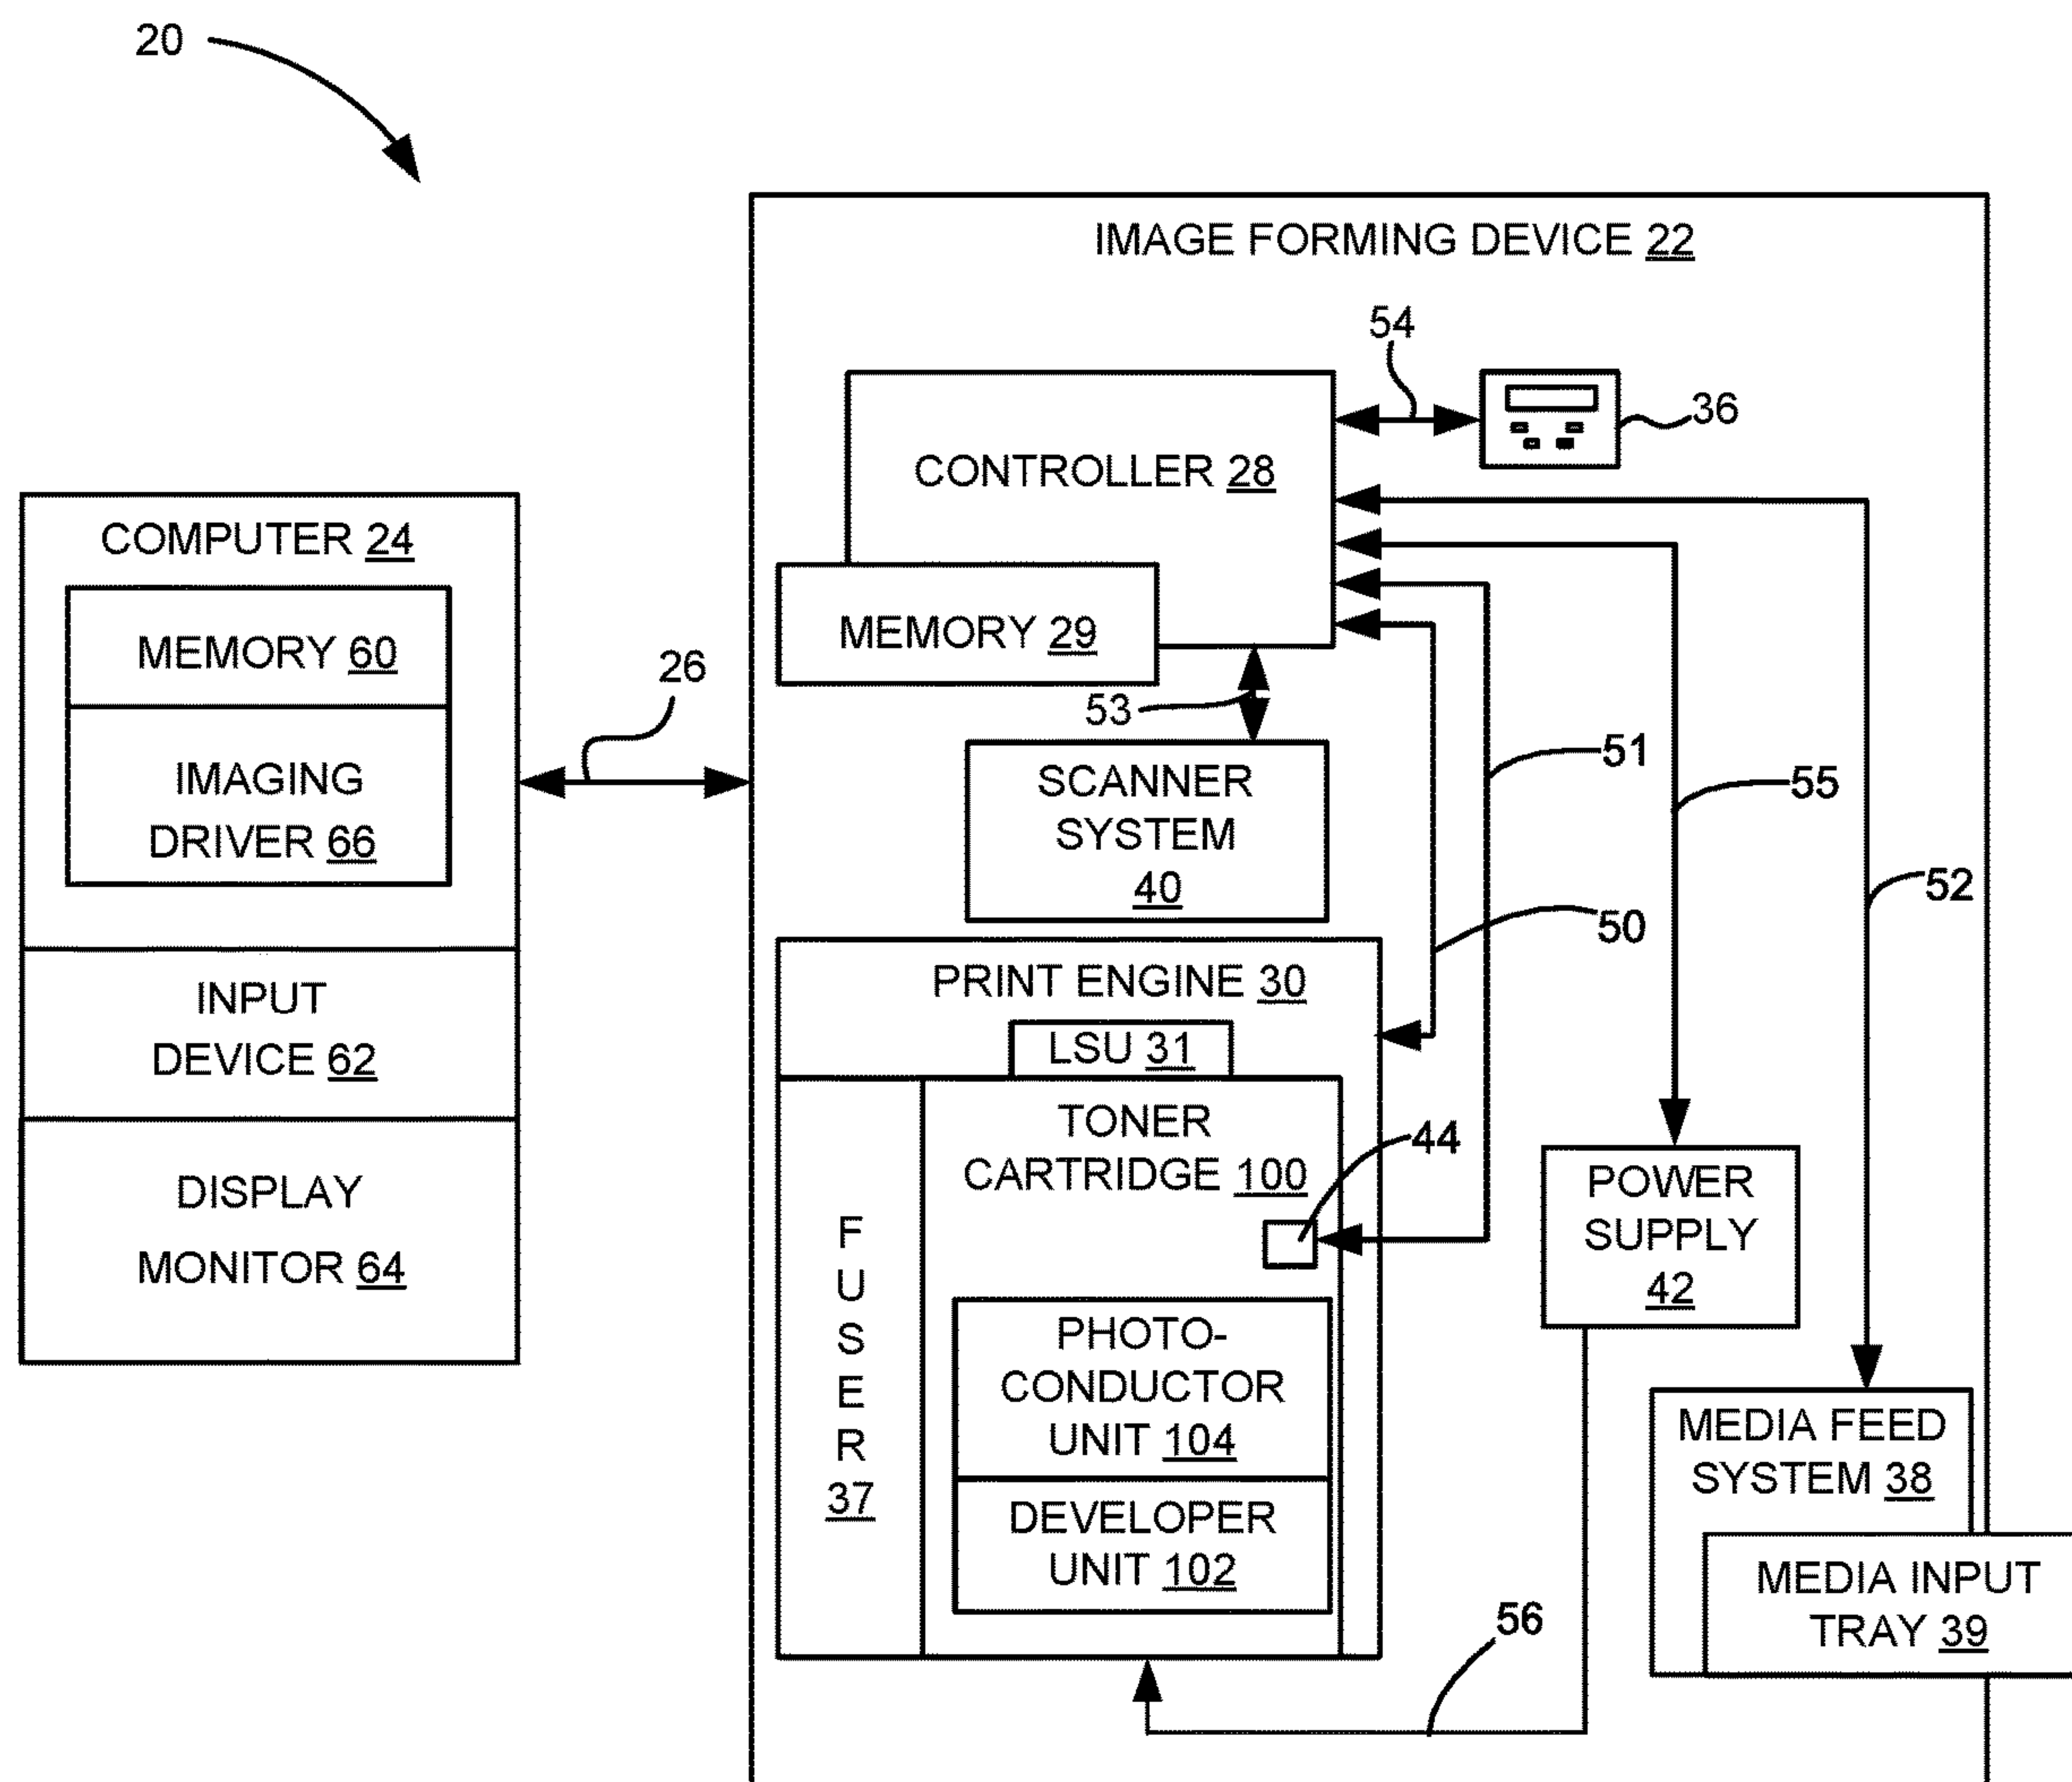 20
IMAGE FORMING DEVICE 22
54
36
CONTROLLER 28
MEMORY 29
53
COMPUTER 24
MEMORY 60
IMAGING
DRIVER 66
INPUT
DEVICE 62
DISPLAY
MONITOR 64
26
SCANNER
SYSTEM
40
51
55
52
50
PRINT ENGINE 30
LSU 31
TONER
CARTRIDGE 100
44
FUSER
37
PHOTO-
CONDUCTOR
UNIT 104
DEVELOPER
UNIT 102
POWER
SUPPLY
42
MEDIA FEED
SYSTEM 38
MEDIA INPUT
TRAY 39
56